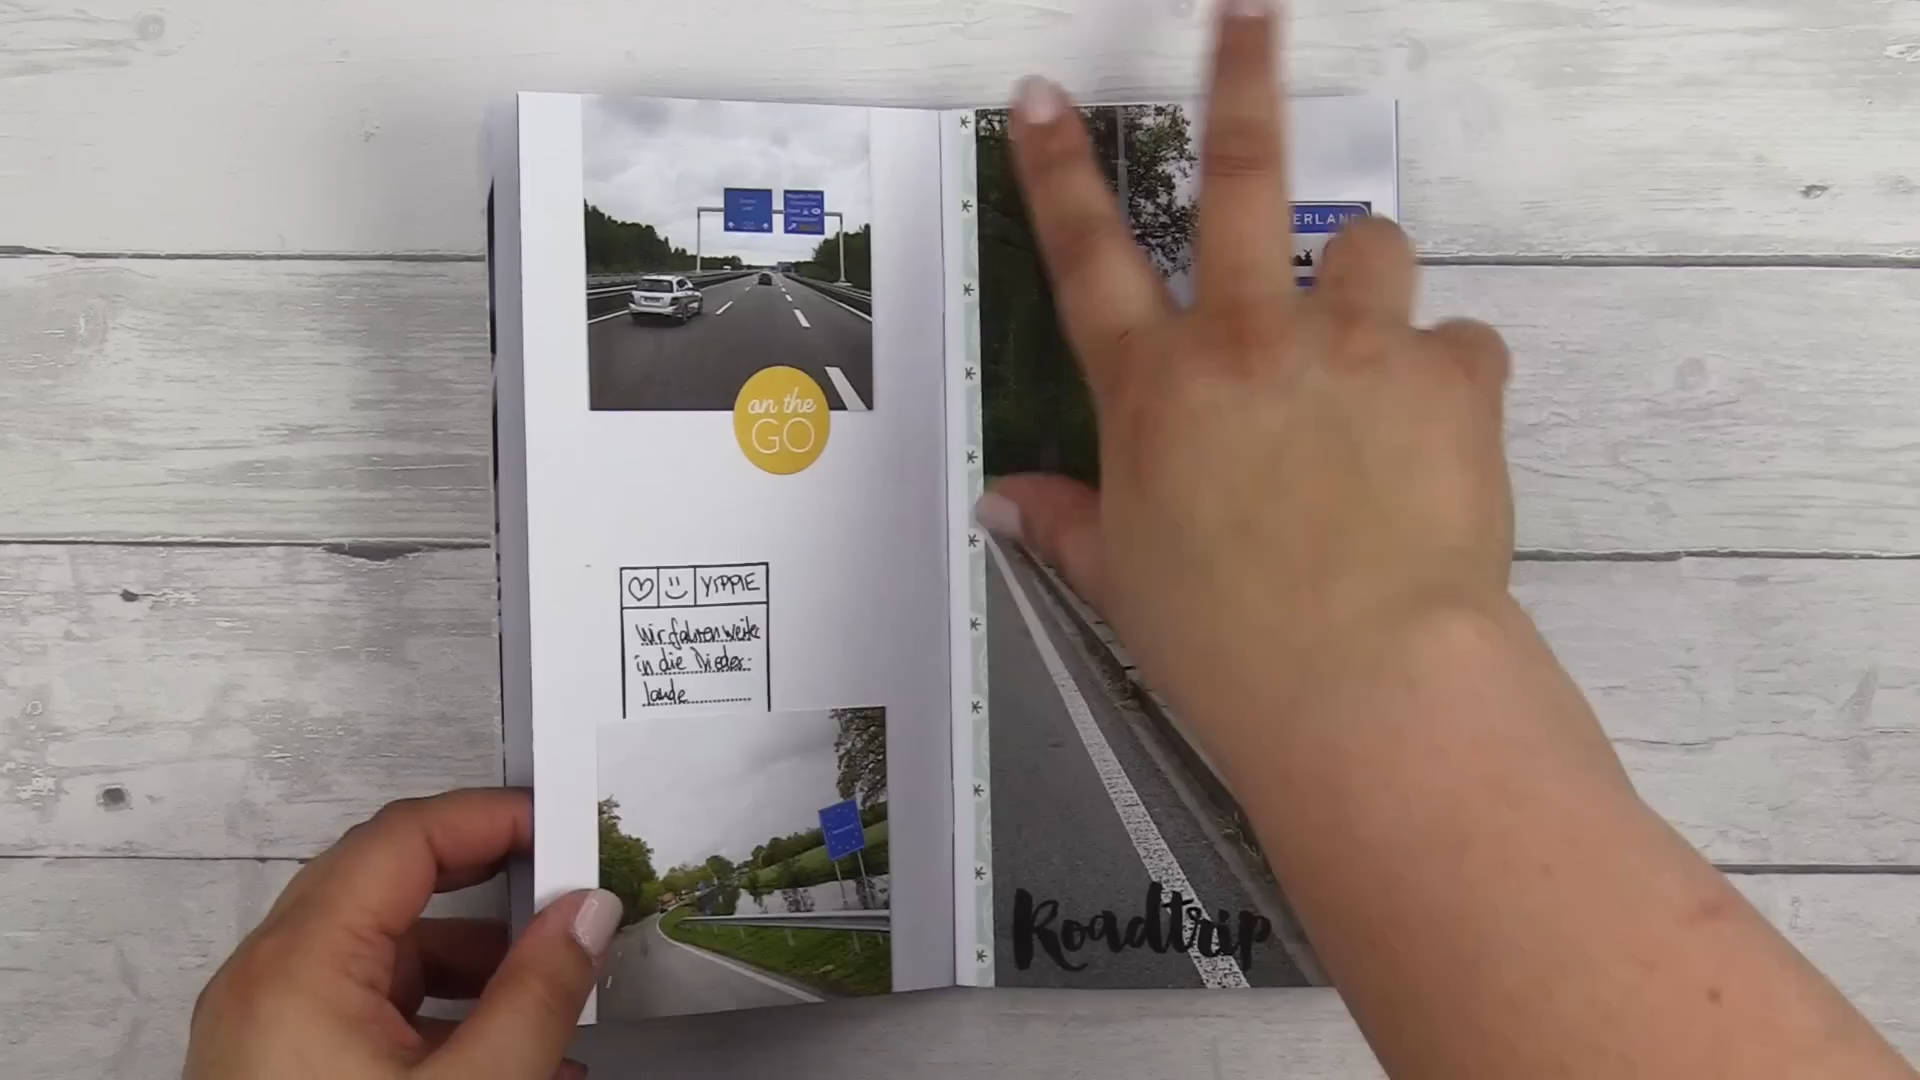 on the
GO
YIPPIE
Wir fahren weiter
in die Nieder-
lande
ERLAND
Roadtrip